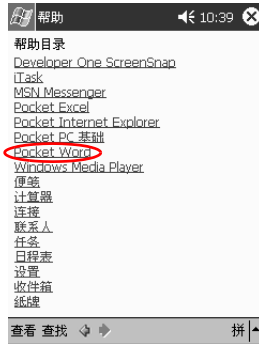 帮助 10:39
帮助目录
Developer One ScreenSnap
iTask
MSN Messenger
Pocket Excel
Pocket Internet Explorer
Pocket PC 基础
Pocket Word
Windows Media Player
便笺
计算器
连接
联系人
任务
日程表
设置
收件箱
纸牌
查看 查找 拼